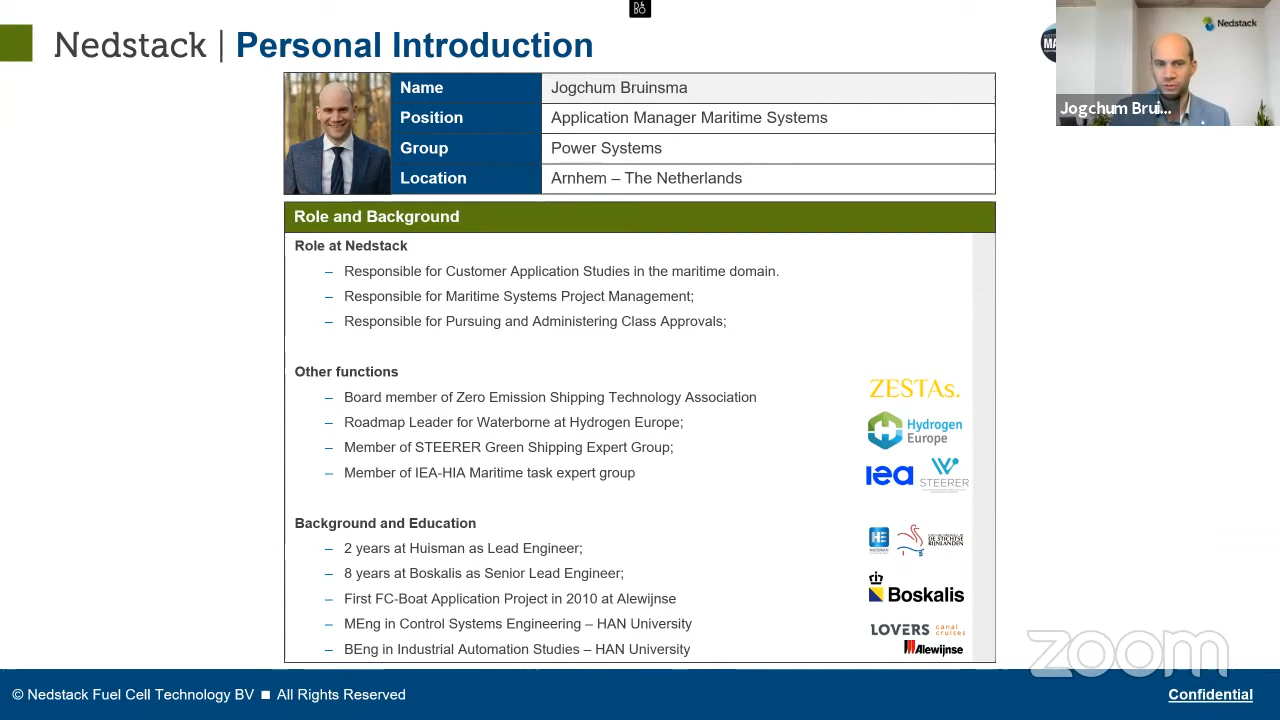 Nedstack | Personal Introduction
Nedstack
Jogchum Brui...
Name Jogchum Bruinsma
Position Application Manager Maritime Systems
Group Power Systems
Location Arnhem – The Netherlands
Role and Background
Role at Nedstack
– Responsible for Customer Application Studies in the maritime domain.
– Responsible for Maritime Systems Project Management;
– Responsible for Pursuing and Administering Class Approvals;
Other functions
– Board member of Zero Emission Shipping Technology Association
– Roadmap Leader for Waterborne at Hydrogen Europe;
– Member of STEERER Green Shipping Expert Group;
– Member of IEA-HIA Maritime task expert group
ZESTAs.
Hydrogen
Europe
iea
STEERER
Background and Education
– 2 years at Huisman as Lead Engineer;
– 8 years at Boskalis as Senior Lead Engineer;
– First FC-Boat Application Project in 2010 at Alewijnse
– MEng in Control Systems Engineering – HAN University
– BEng in Industrial Automation Studies – HAN University
DE STICHTSE
RIJNLANDEN
Boskalis
LOVERS canal
cruises
Alewijnse
zoom
© Nedstack Fuel Cell Technology BV ■ All Rights Reserved
Confidential